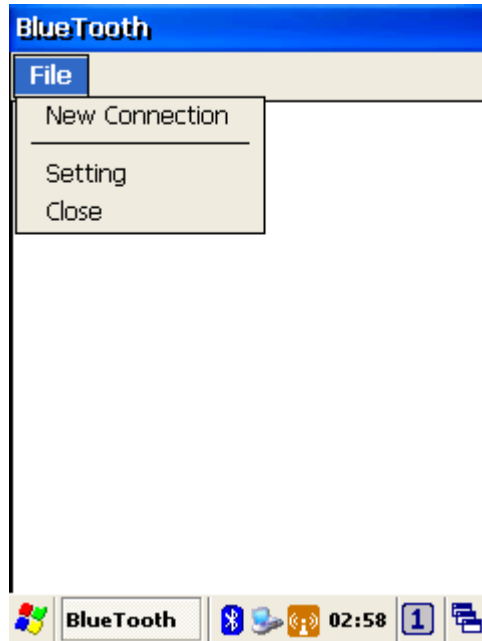 BlueTooth
File
New Connection
Setting
Close
BlueTooth 02:58 1